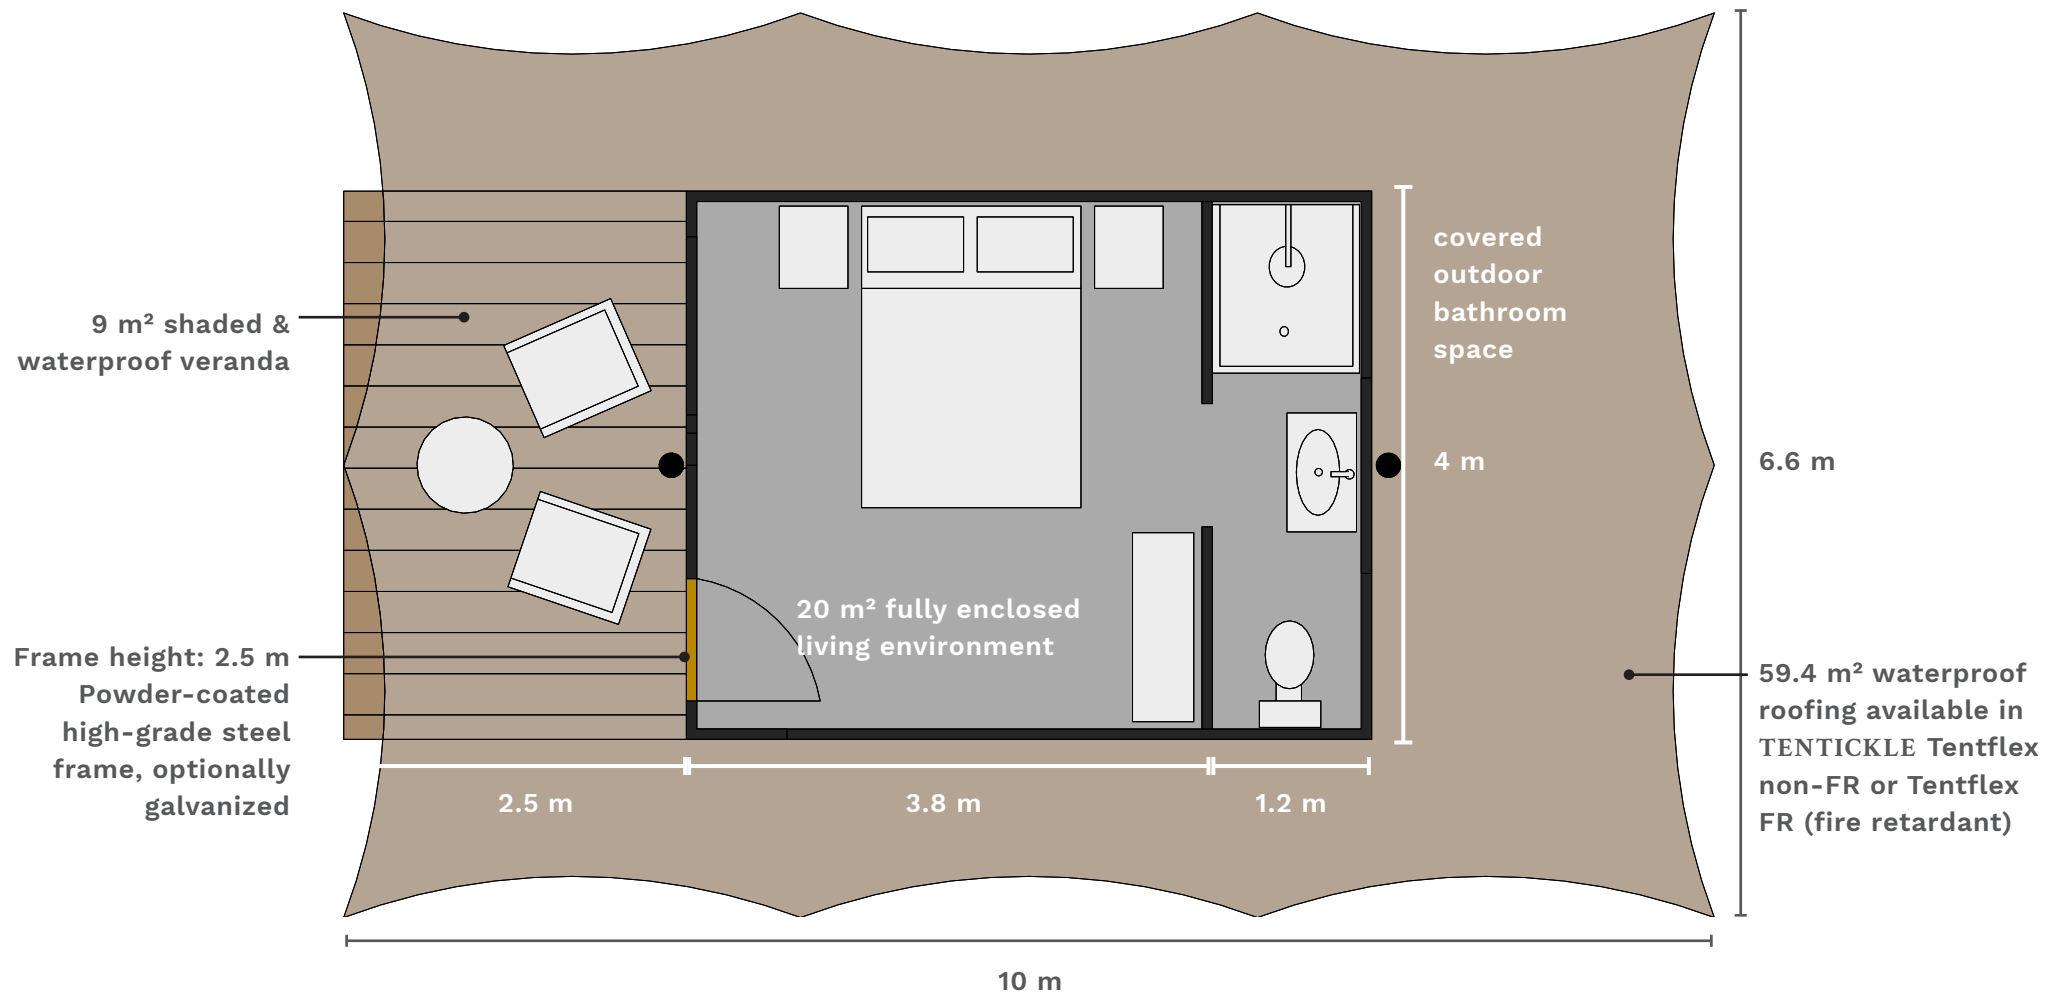 9 m² shaded &
waterproof veranda
Frame height: 2.5 m
Powder-coated
high-grade steel
frame, optionally
galvanized
20 m² fully enclosed
living environment
covered
outdoor
bathroom
space
4 m
2.5 m
3.8 m
1.2 m
6.6 m
59.4 m² waterproof
roofing available in
TENTICKLE Tentflex
non-FR or Tentflex
FR (fire retardant)
10 m